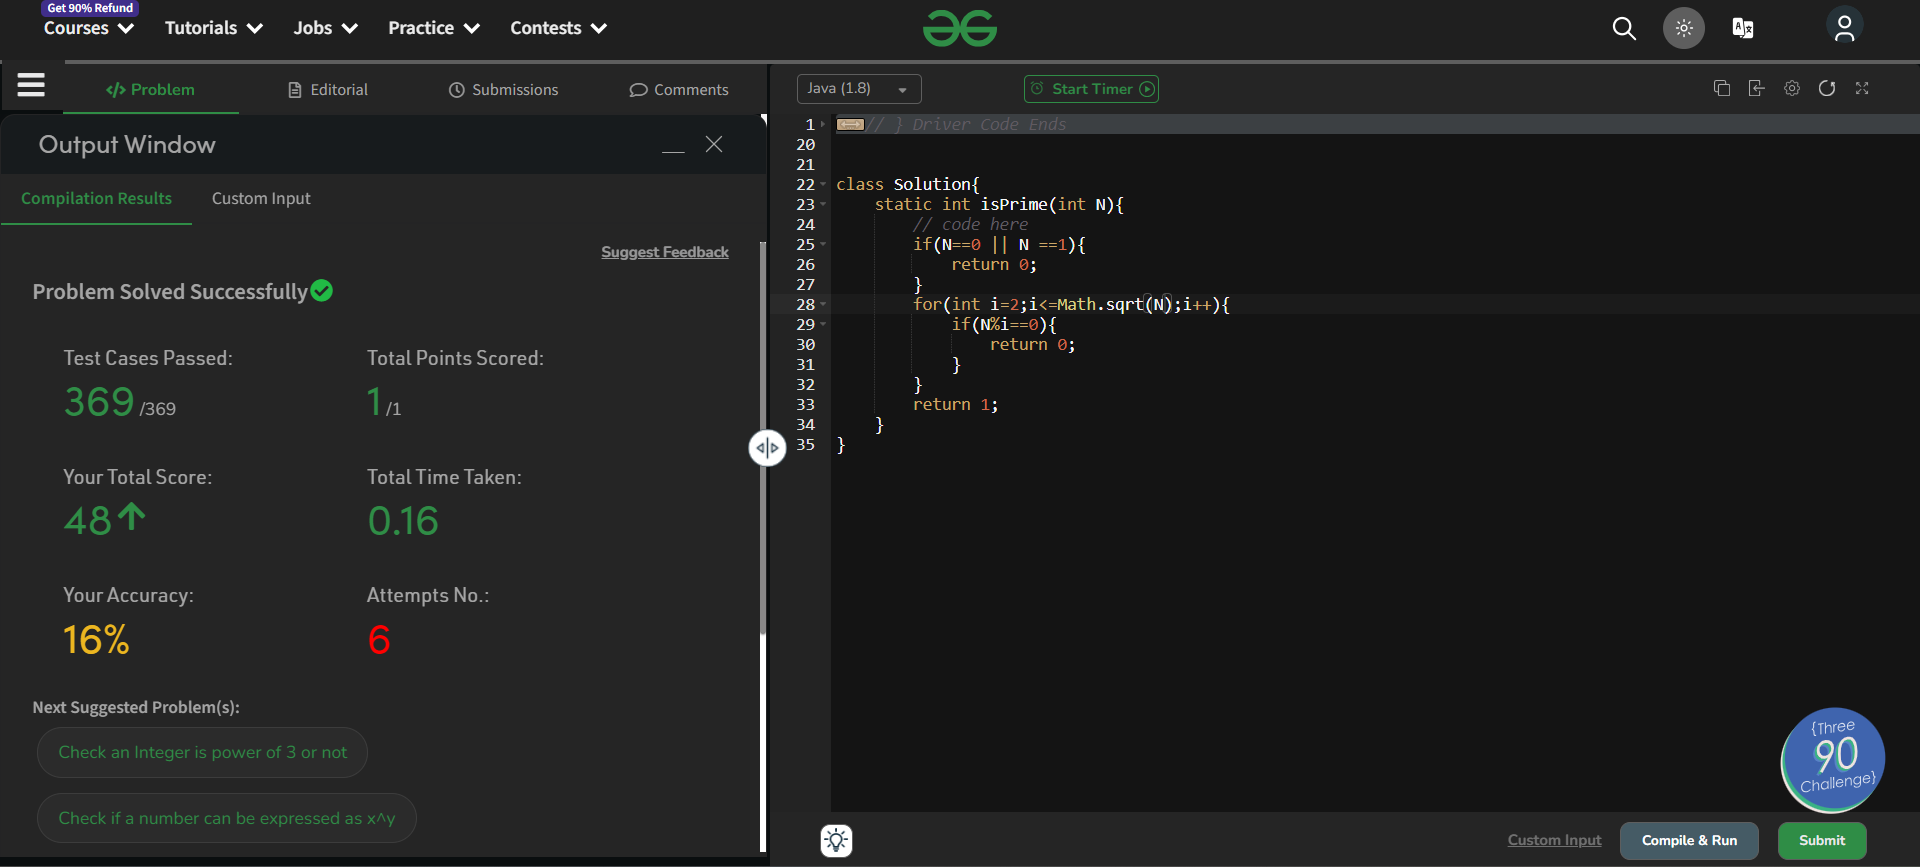 Get 90% Refund
Courses Tutorials Jobs Practice Contests
Problem Editorial Submissions Comments
Output Window
Compilation Results Custom Input
Suggest Feedback
Problem Solved Successfully
Test Cases Passed: Total Points Scored:
369 /369 1 /1
Your Total Score: Total Time Taken:
48 0.16
Your Accuracy: Attempts No.:
16% 6
Next Suggested Problem(s):
Check an Integer is power of 3 or not
Check if a number can be expressed as x^y
Java (1.8) Start Timer
1 // } Driver Code Ends
20
21
22 class Solution{
23 static int isPrime(int N){
24 // code here
25 if(N==0 || N ==1){
26 return 0;
27 }
28 for(int i=2;i<=Math.sqrt(N);i++){
29 if(N%i==0){
30 return 0;
31 }
32 }
33 return 1;
34 }
35 }
{Three
90
Challenge}
Custom Input Compile & Run Submit